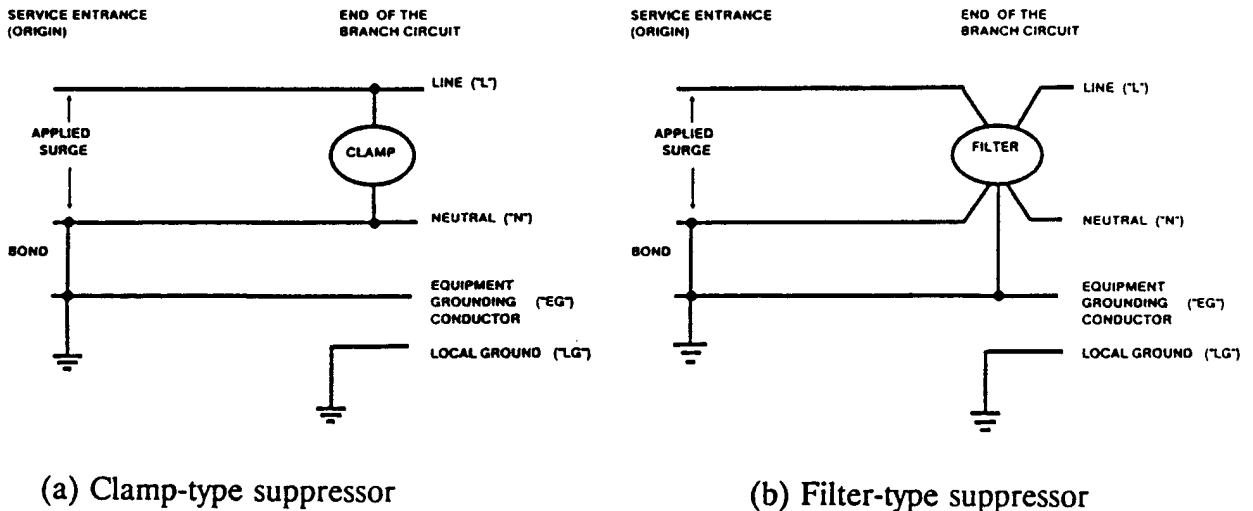 SERVICE ENTRANCE
(ORIGIN)
END OF THE
BRANCH CIRCUIT
LINE ("L")
APPLIED
SURGE
CLAMP
NEUTRAL ("N")
BOND
EQUIPMENT
GROUNDING ("EG")
CONDUCTOR
LOCAL GROUND ("LG")
(a) Clamp-type suppressor
SERVICE ENTRANCE
(ORIGIN)
END OF THE
BRANCH CIRCUIT
LINE ("L")
APPLIED
SURGE
FILTER
NEUTRAL ("N")
BOND
EQUIPMENT
GROUNDING ("EG")
CONDUCTOR
LOCAL GROUND ("LG")
(b) Filter-type suppressor